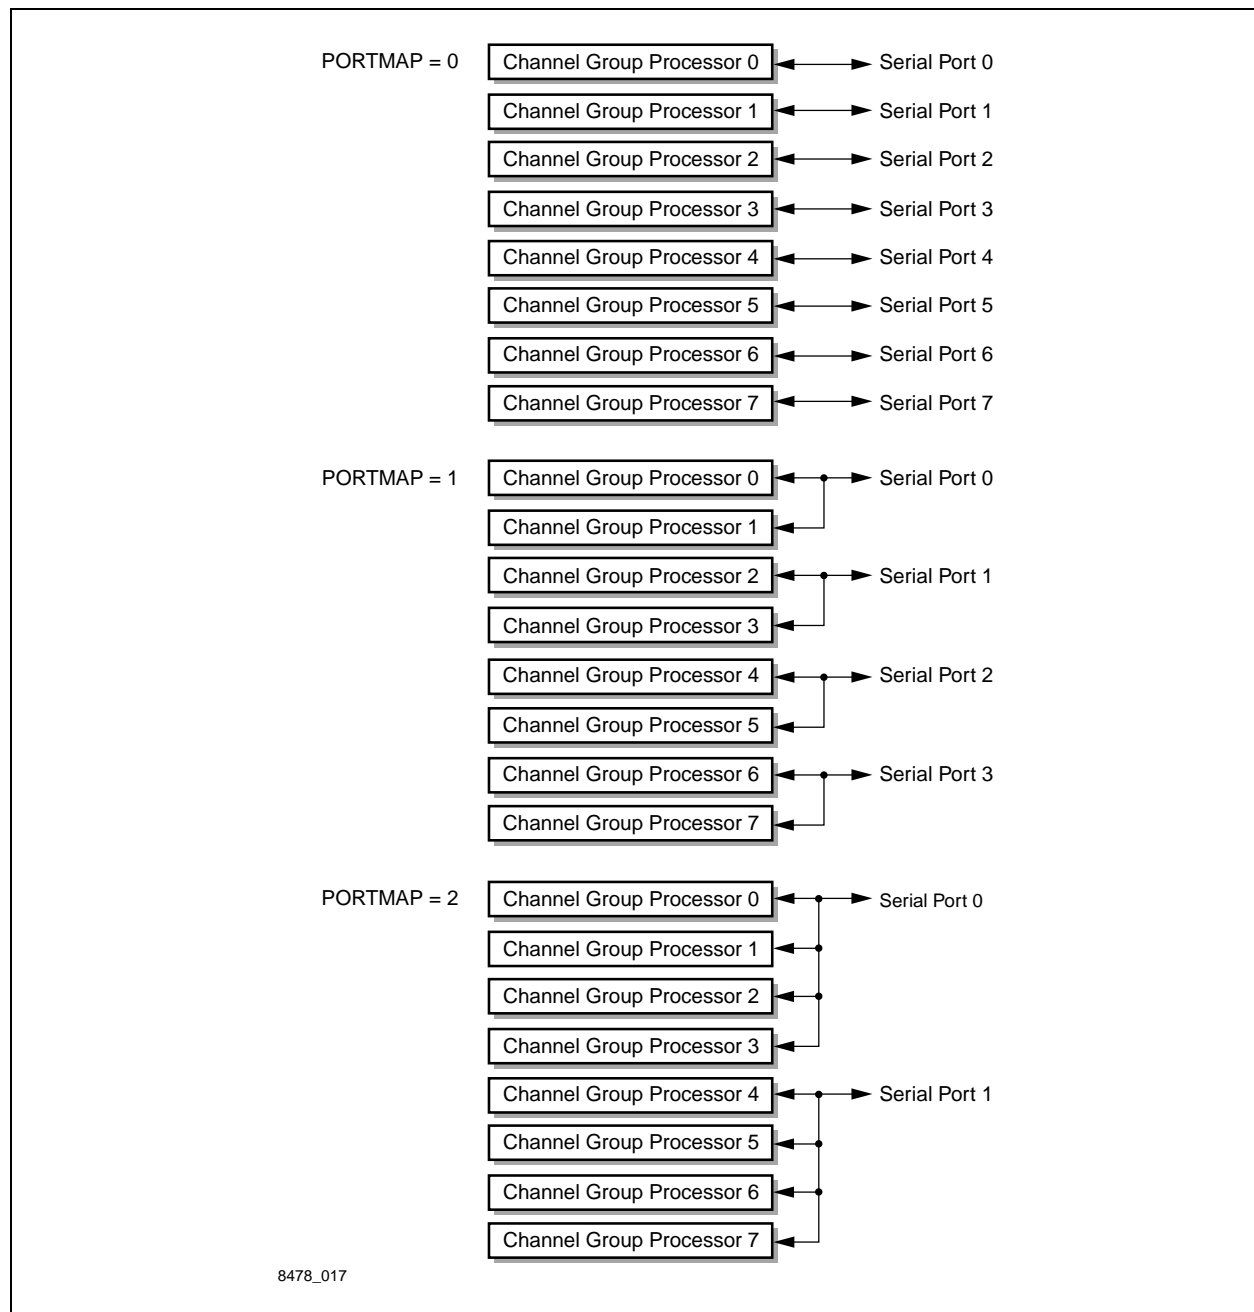 PORTMAP = 0 Channel Group Processor 0 Serial Port 0
Channel Group Processor 1 Serial Port 1
Channel Group Processor 2 Serial Port 2
Channel Group Processor 3 Serial Port 3
Channel Group Processor 4 Serial Port 4
Channel Group Processor 5 Serial Port 5
Channel Group Processor 6 Serial Port 6
Channel Group Processor 7 Serial Port 7
PORTMAP = 1 Channel Group Processor 0 Serial Port 0
Channel Group Processor 1
Channel Group Processor 2 Serial Port 1
Channel Group Processor 3
Channel Group Processor 4 Serial Port 2
Channel Group Processor 5
Channel Group Processor 6 Serial Port 3
Channel Group Processor 7
PORTMAP = 2 Channel Group Processor 0 Serial Port 0
Channel Group Processor 1
Channel Group Processor 2
Channel Group Processor 3
Channel Group Processor 4 Serial Port 1
Channel Group Processor 5
Channel Group Processor 6
Channel Group Processor 7
8478_017